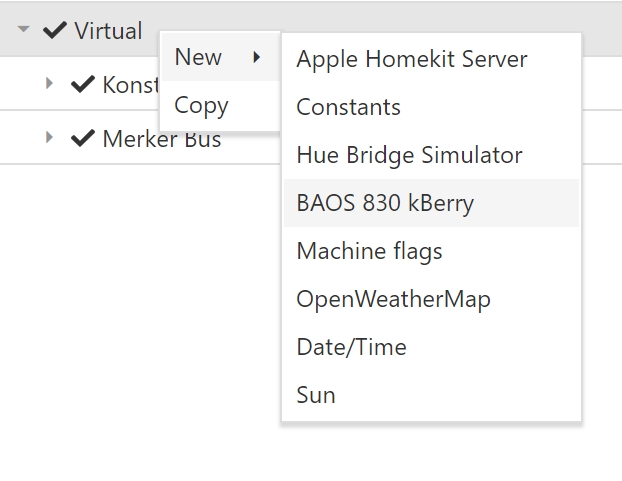 Virtual
New
Apple Homekit Server
Konst
Constants
Copy
Merker Bus
Hue Bridge Simulator
BAOS 830 kBerry
Machine flags
OpenWeatherMap
Date/Time
Sun